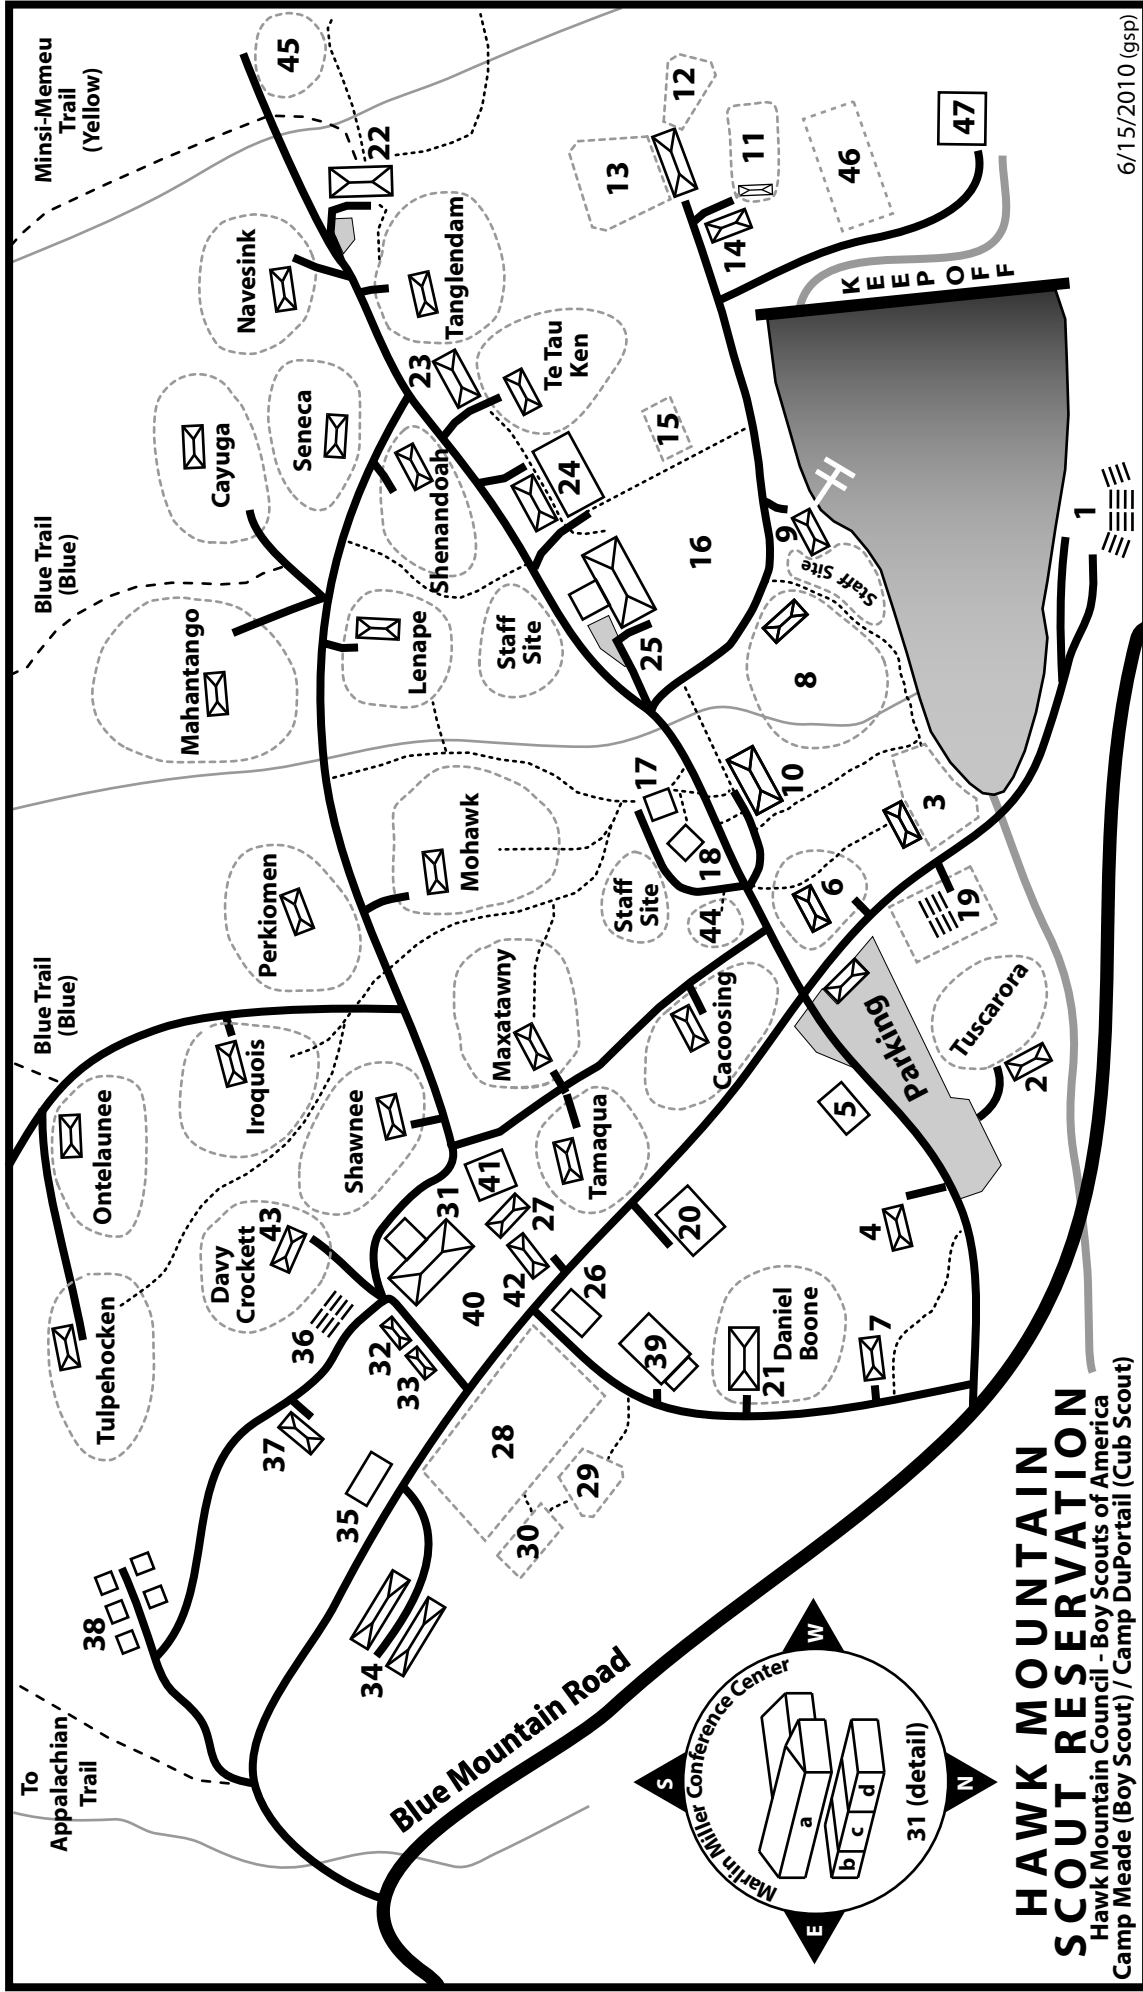 HAWK MOUNTAIN
SCOUT RESERVATION
Hawk Mountain Council - Boy Scouts of America
Camp Meade (Boy Scout) / Camp DuPortail (Cub Scout)
6/15/2010 (gsp)
To
Appalachian
Trail
Blue Trail
(Blue)
Blue Trail
(Blue)
Minsi-Memeu
Trail
(Yellow)
38
Tulpehocken
Ontelaunee
Iroquois
Perkiomen
Mahantango
Cayuga
Seneca
Navesink
45
22
37
36
Davy
Crockett
43
Shawnee
Lenape
Shenandoah
23
Tanglendam
34
35
33
32
31
40
41
42
27
Mohawk
Staff
Site
24
Te Tau
Ken
28
30
29
26
Tamaqua
Maxatawny
Staff
Site
44
17
18
25
16
15
13
12
11
14
46
47
39
20
Cacoosing
10
8
Staff Site
9
21
Daniel
Boone
7
4
5
Parking
6
3
19
Tuscarora
2
1
KEEP OFF
Blue Mountain Road
Marlin Miller Conference Center
a
b
c
d
31 (detail)
N
E
S
W